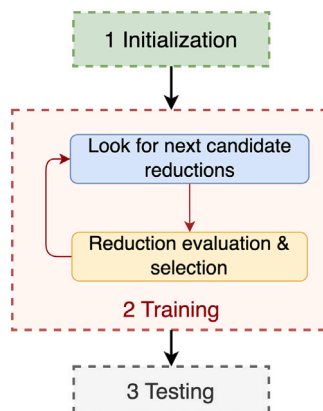 1 Initialization
Look for next candidate
reductions
Reduction evaluation &
selection
2 Training
3 Testing